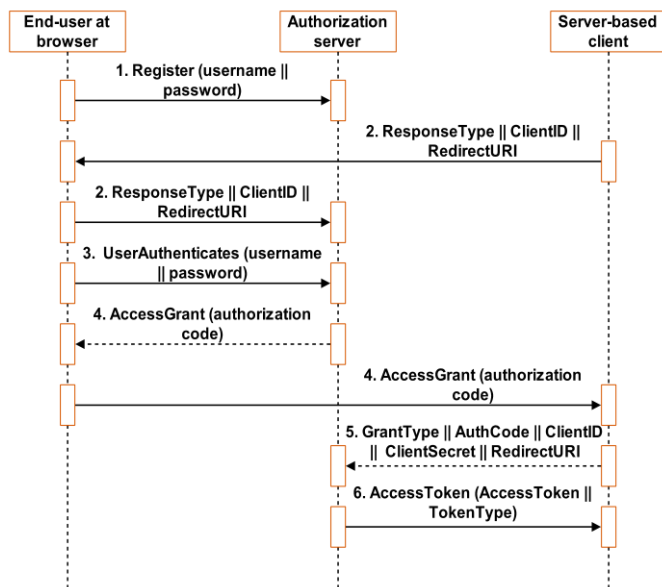 End-user at
browser
Authorization
server
Server-based
client
1. Register (username ||
password)
2. ResponseType || ClientID ||
RedirectURI
2. ResponseType || ClientID ||
RedirectURI
3. UserAuthenticates (username
|| password)
4. AccessGrant (authorization
code)
4. AccessGrant (authorization
code)
5. GrantType || AuthCode || ClientID
|| ClientSecret || RedirectURI
6. AccessToken (AccessToken ||
TokenType)